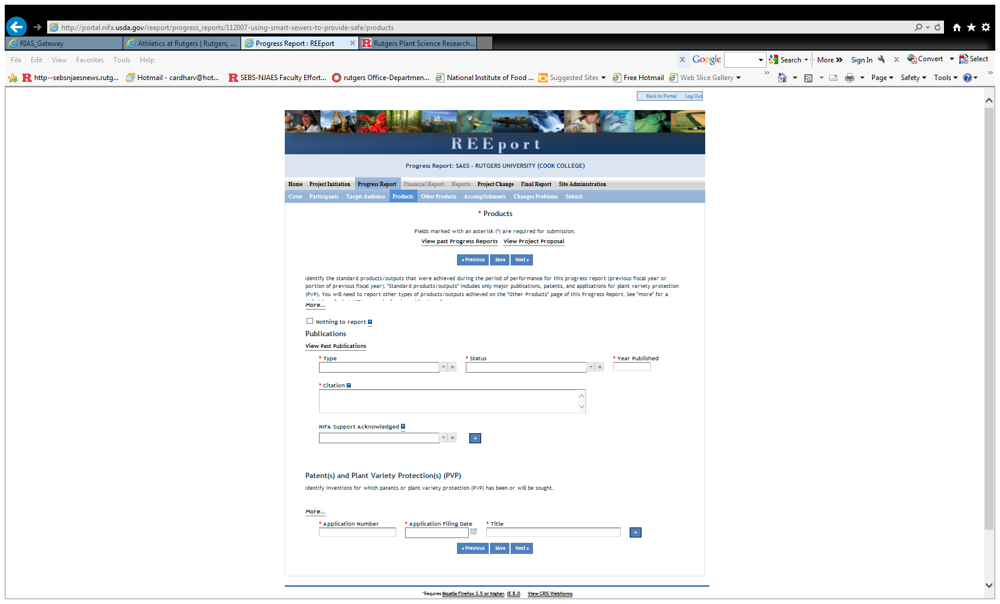 http://portal.nifa.usda.gov/reeport/progress_reports/112007-using-smart-sewers-to-provide-safe/products
RIAS_Gateway
Athletics at Rutgers | Rutgers, ...
Progress Report : REEport
Rutgers Plant Science Research...
File Edit View Favorites Tools Help
x Google Search More » Sign In x Convert Select
http--sebsnjaesnews.rutg... Hotmail - cardharv@hot... SEBS-NJAES Faculty Effort... rutgers Office-Departmen... National Institute of Food ... Suggested Sites Free Hotmail Web Slice Gallery » Page Safety Tools »
Back to Portal Log Out
REEport
Progress Report: SAES - RUTGERS UNIVERSITY (COOK COLLEGE)
Home Project Initiation Progress Report Financial Report Reports Project Change Final Report Site Administration
Cover Participants Target Audience Products Other Products Accomplishments Changes Problems Submit
* Products
Fields marked with an asterisk (*) are required for submission.
View past Progress Reports View Project Proposal
« Previous Save Next »
Identify the standard products/outputs that were achieved during the period of performance for this progress report (previous fiscal year or
portion of previous fiscal year). "Standard products/outputs" includes only major publications, patents, and applications for plant variety protection
(PVP). You will need to report other types of products/outputs achieved on the "Other Products" page of this Progress Report. See "more" for a
More...
Nothing to report
Publications
View Past Publications
* Type * Status * Year Published
* Citation
NIFA Support Acknowledged
+
Patent(s) and Plant Variety Protection(s) (PVP)
Identify inventions for which patents or plant variety protection (PVP) has been or will be sought.
More...
* Application Number * Application Filing Date * Title
+
« Previous Save Next »
*Requires Mozilla Firefox 3.5 or higher, IE 8.0. View CRIS Webforms